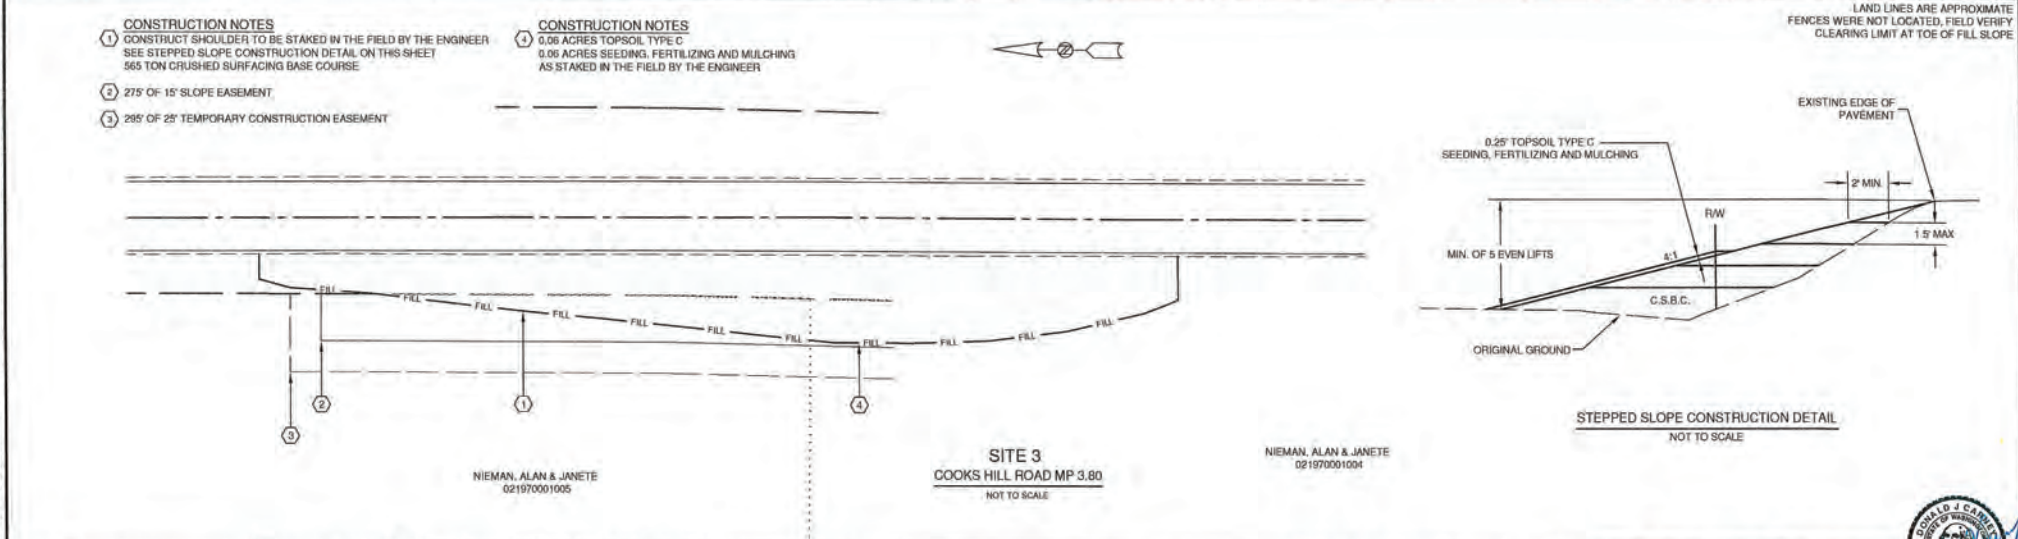 CONSTRUCTION NOTES
1 CONSTRUCT SHOULDER TO BE STAKED IN THE FIELD BY THE ENGINEER
SEE STEPPED SLOPE CONSTRUCTION DETAIL ON THIS SHEET
565 TON CRUSHED SURFACING BASE COURSE
2 275' OF 15' SLOPE EASEMENT
3 295' OF 25' TEMPORARY CONSTRUCTION EASEMENT
CONSTRUCTION NOTES
4 0.06 ACRES TOPSOIL TYPE C
0.06 ACRES SEEDING, FERTILIZING AND MULCHING
AS STAKED IN THE FIELD BY THE ENGINEER
LAND LINES ARE APPROXIMATE
FENCES WERE NOT LOCATED, FIELD VERIFY
CLEARING LIMIT AT TOE OF FILL SLOPE
FILL
FILL
FILL
FILL
FILL
FILL
FILL
FILL
FILL
FILL
FILL
2
1
4
3
NIEMAN, ALAN & JANETE
021970001005
SITE 3
COOKS HILL ROAD MP 3.80
NOT TO SCALE
NIEMAN, ALAN & JANETE
021970001004
EXISTING EDGE OF
PAVEMENT
0.25' TOPSOIL TYPE C
SEEDING, FERTILIZING AND MULCHING
2' MIN.
R/W
1.5' MAX
MIN. OF 5 EVEN LIFTS
4:1
C.S.B.C.
ORIGINAL GROUND
STEPPED SLOPE CONSTRUCTION DETAIL
NOT TO SCALE
DONALD J CARNEY
STATE OF WASHINGTON